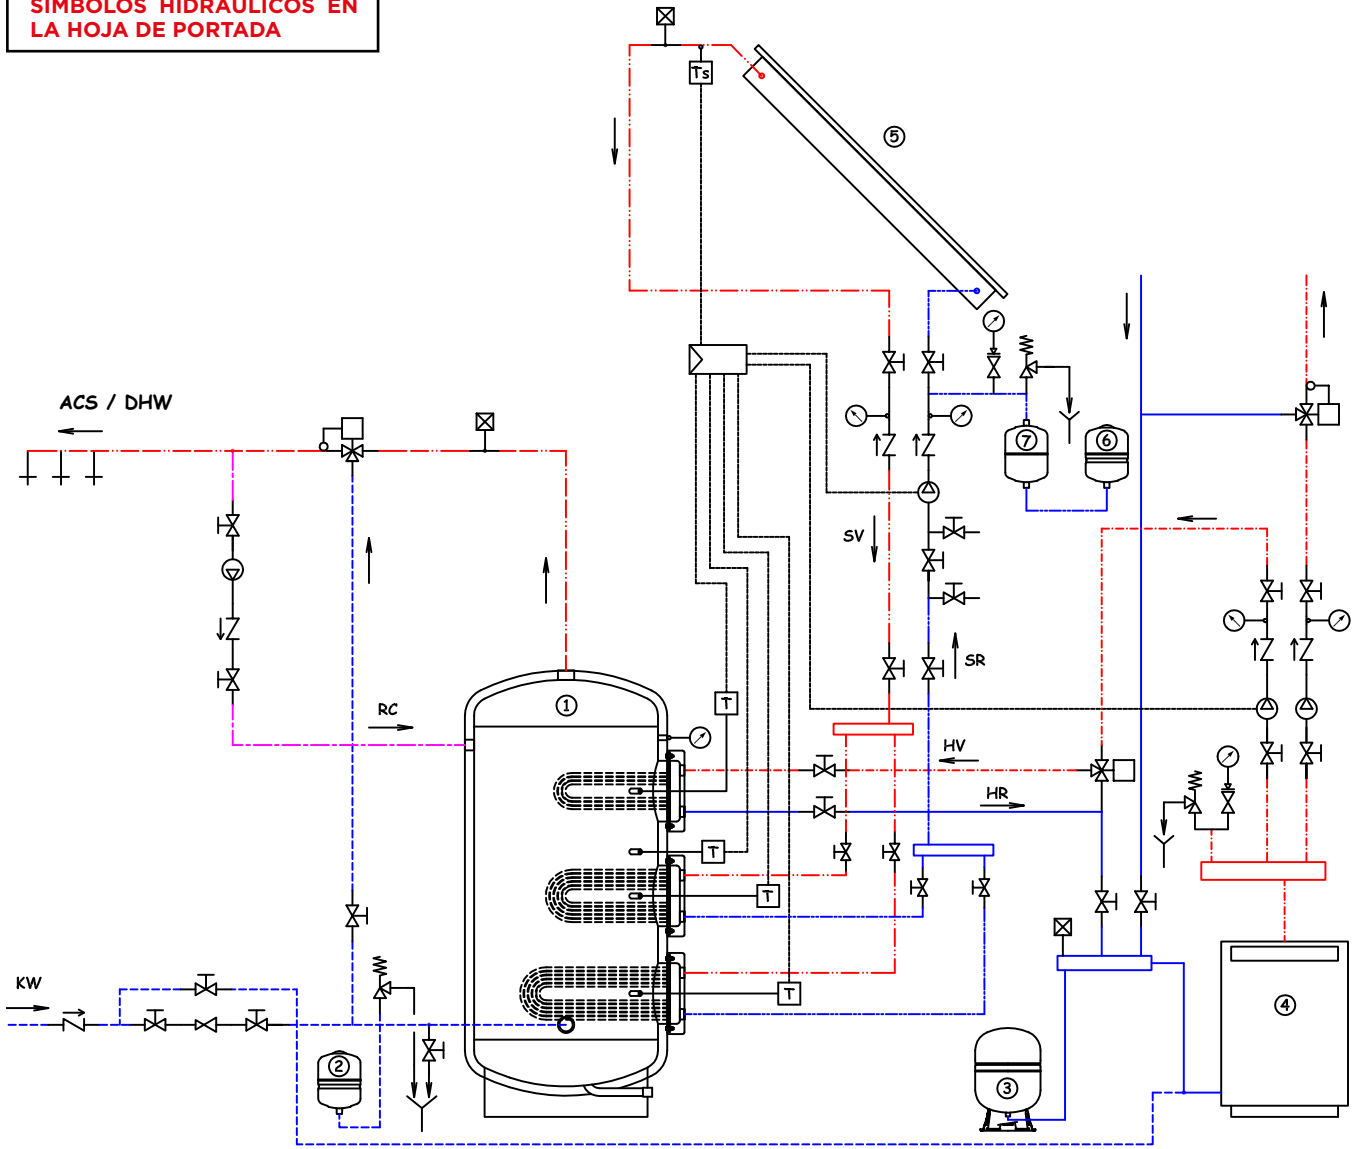 SÍMBOLOS HIDRÁULICOS EN
LA HOJA DE PORTADA
Ts
5
ACS / DHW
7
6
SV
SR
1
T
RC
HV
HR
T
T
T
KW
2
3
4